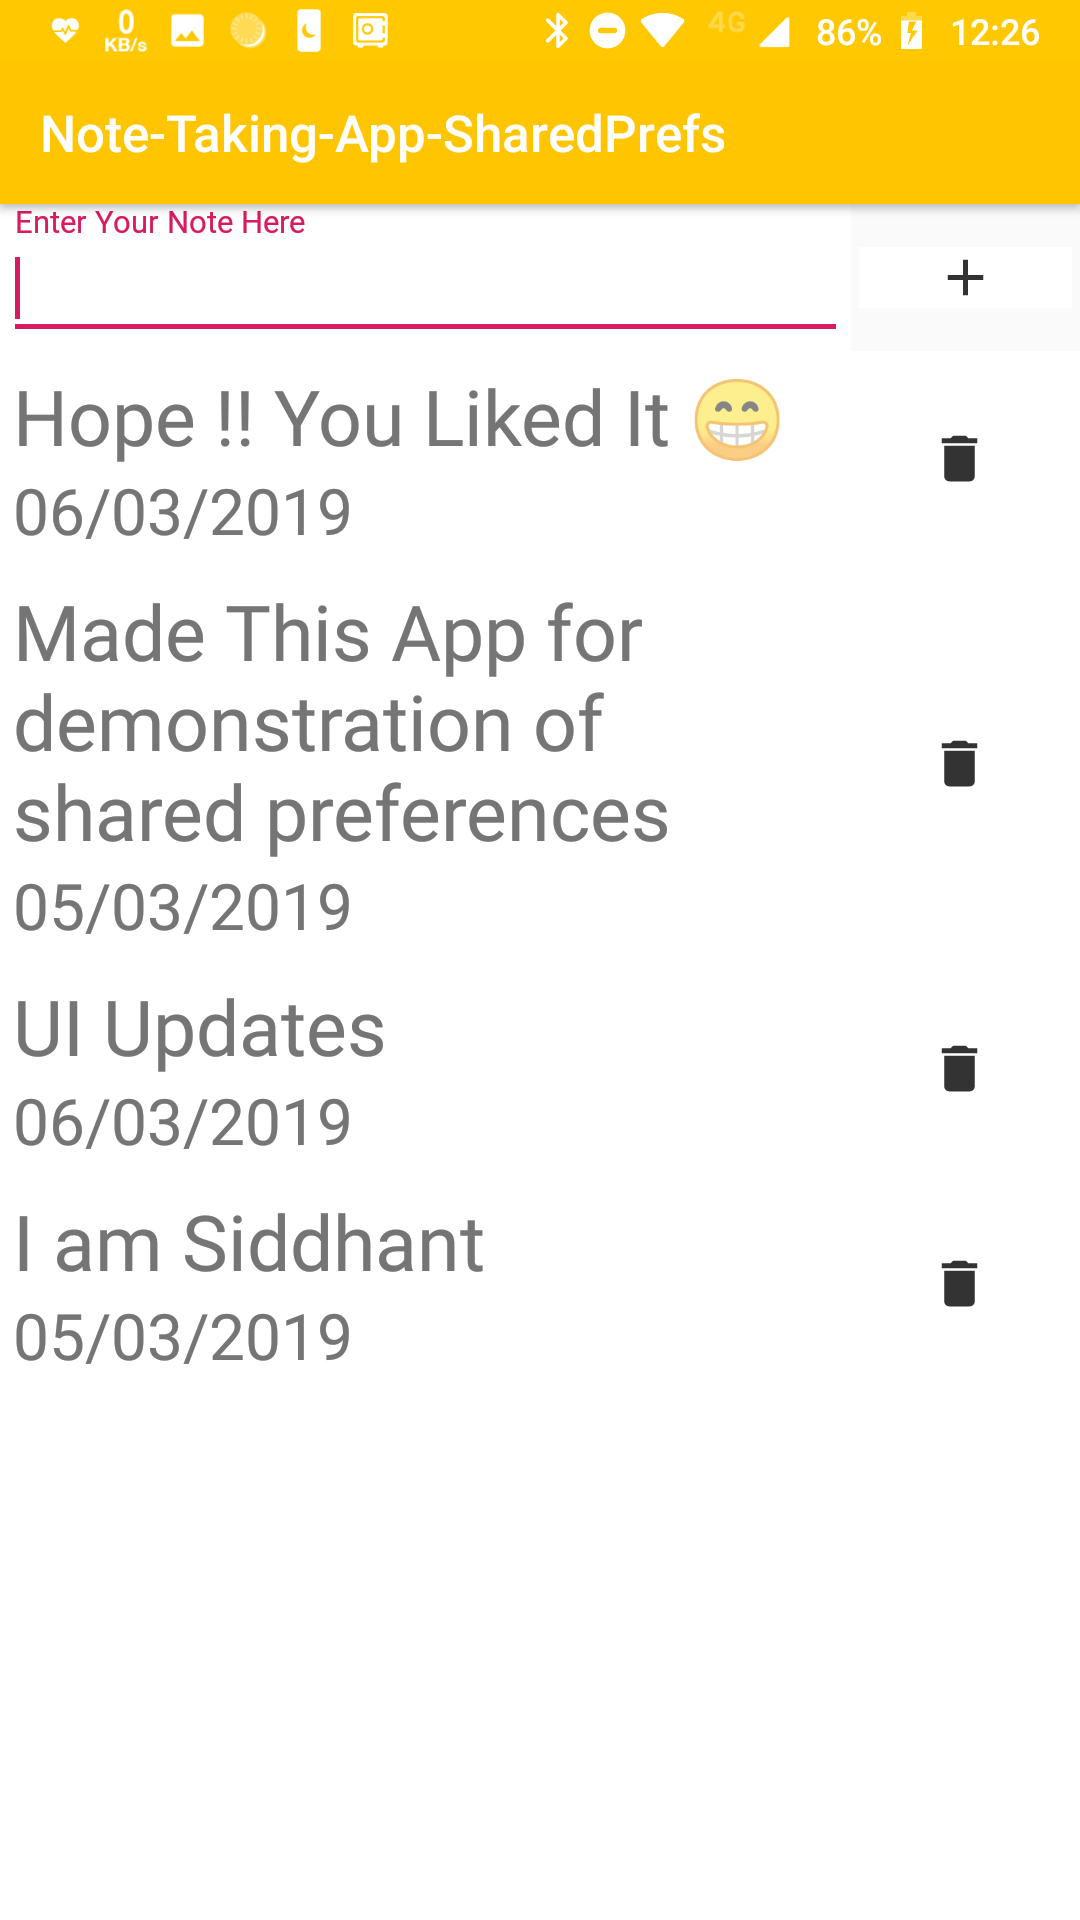 0
KB/s
4G
86%
12:26
Note-Taking-App-SharedPrefs
Enter Your Note Here
Hope !! You Liked It 😁
06/03/2019
Made This App for
demonstration of
shared preferences
05/03/2019
UI Updates
06/03/2019
I am Siddhant
05/03/2019